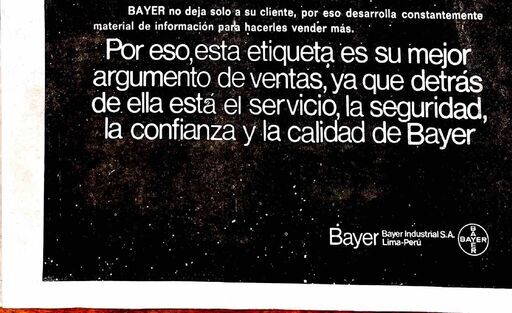 BAYER no deja solo a su cliente, por eso desarrolla constantemente
material de información para hacerles vender más.
Por eso, esta etiqueta es su mejor
argumento de ventas, ya que detrás
de ella está el servicio, la seguridad,
la confianza y la calidad de Bayer
Bayer Bayer Industrial S.A.
Lima-Perú
BAYER
BAYER